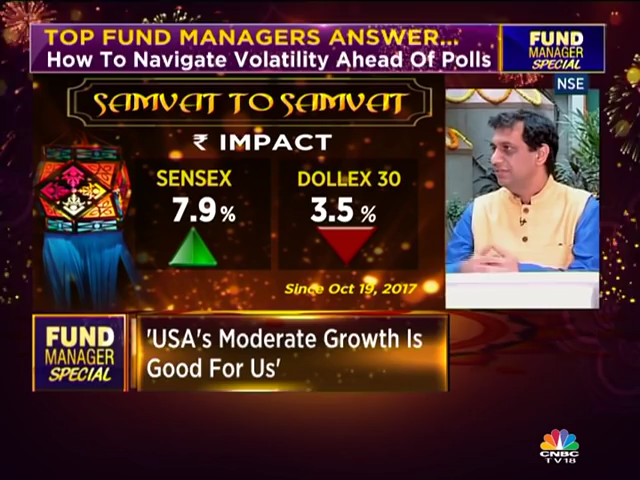 TOP FUND MANAGERS ANSWER...
How To Navigate Volatility Ahead Of Polls
FUND
MANAGER
SPECIAL
NSE
SAMVAT TO SAMVAT
₹ IMPACT
SENSEX
7.9 %
DOLLEX 30
3.5 %
Since Oct 19, 2017
FUND
MANAGER
SPECIAL
'USA's Moderate Growth Is
Good For Us'
CNBC
TV18